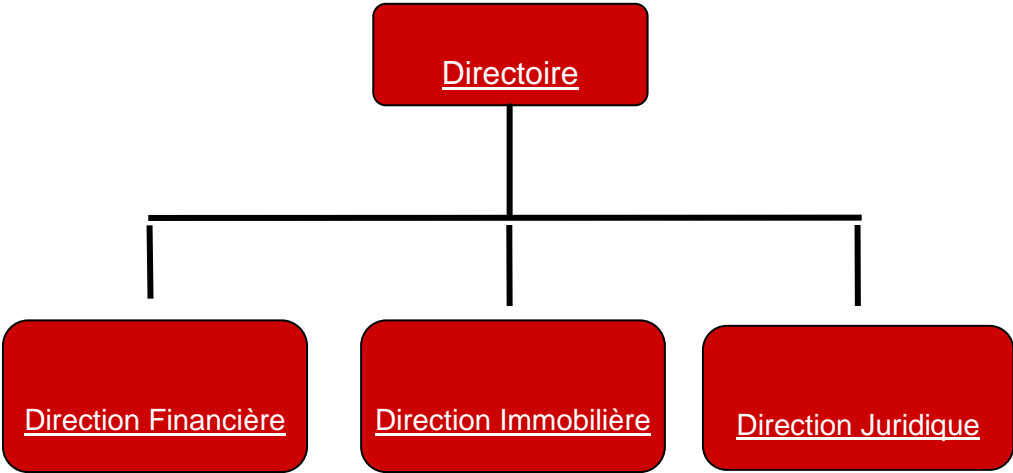 Directoire
Direction Financière
Direction Immobilière
Direction Juridique